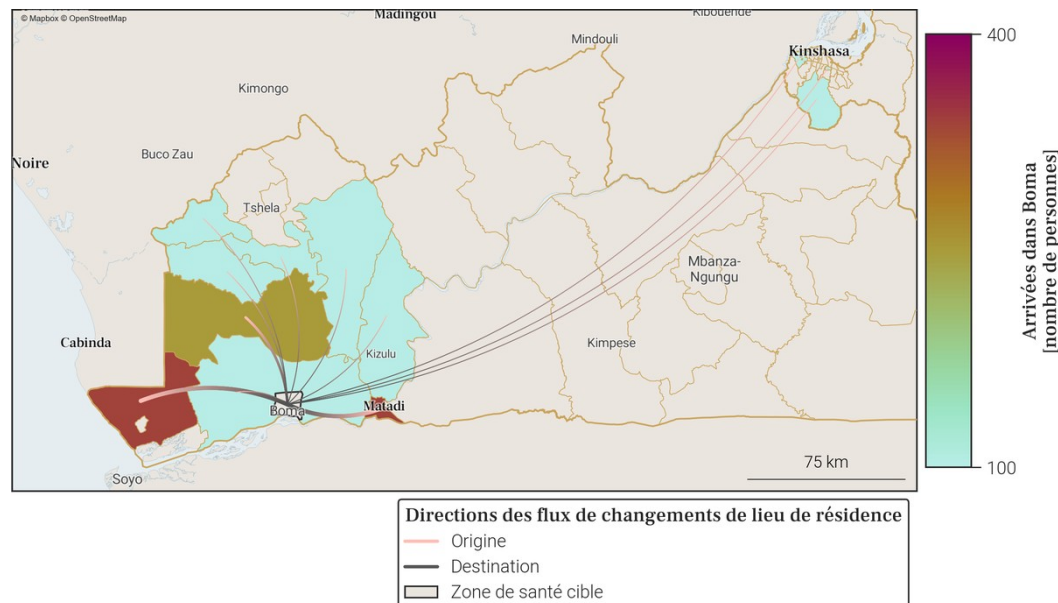 © Mapbox © OpenStreetMap
Madingou
Kibouende
Mindouli
Kinshasa
Kimongo
Noire
Buco Zau
Tshela
Mbanza-
Ngungu
Cabinda
Kizulu
Kimpese
Matadi
Boma
Soyo
75 km
400
Arrivées dans Boma
[nombre de personnes]
100
Directions des flux de changements de lieu de résidence
Origine
Destination
Zone de santé cible